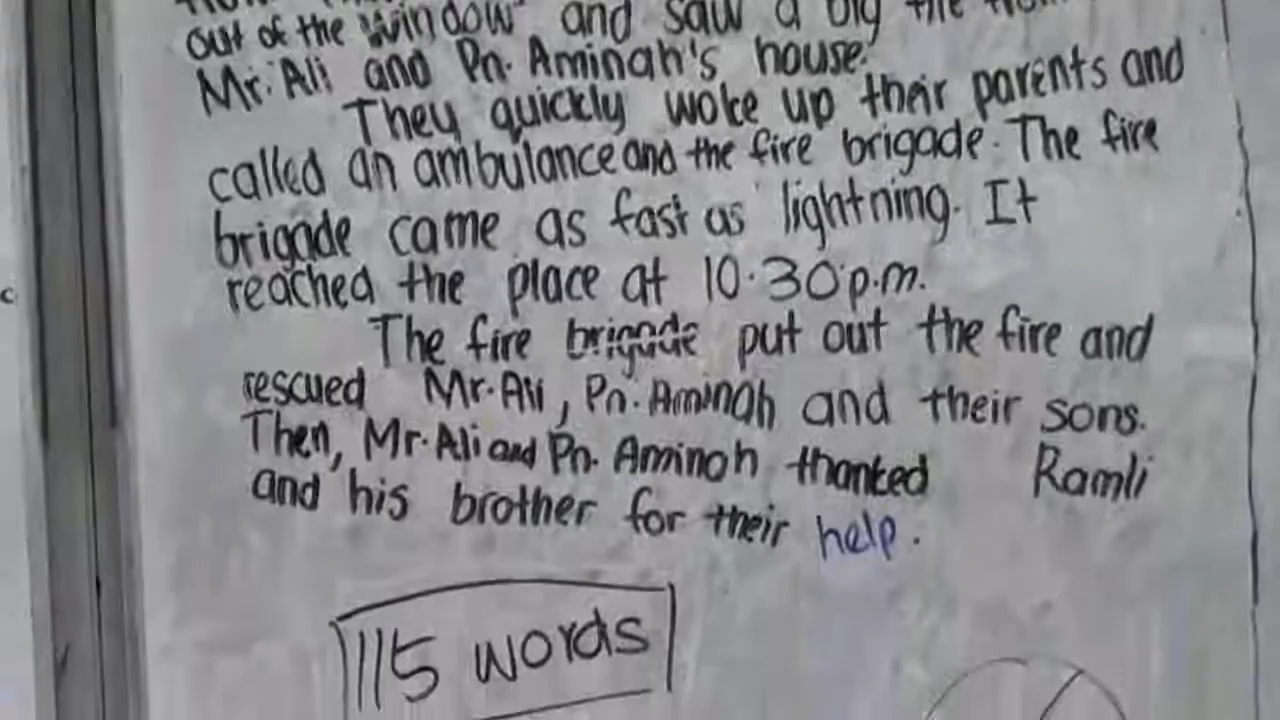 out of the window and saw a big fire
Mr. Ali and Pn. Aminah's house.
They quickly woke up their parents and
called an ambulance and the fire brigade. The fire
brigade came as fast as lightning. It
reached the place at 10.30 p.m.
The fire brigade put out the fire and
rescued Mr. Ali, Pn. Aminah and their sons.
Then, Mr. Ali and Pn. Aminah thanked Ramli
and his brother for their help.
115 words